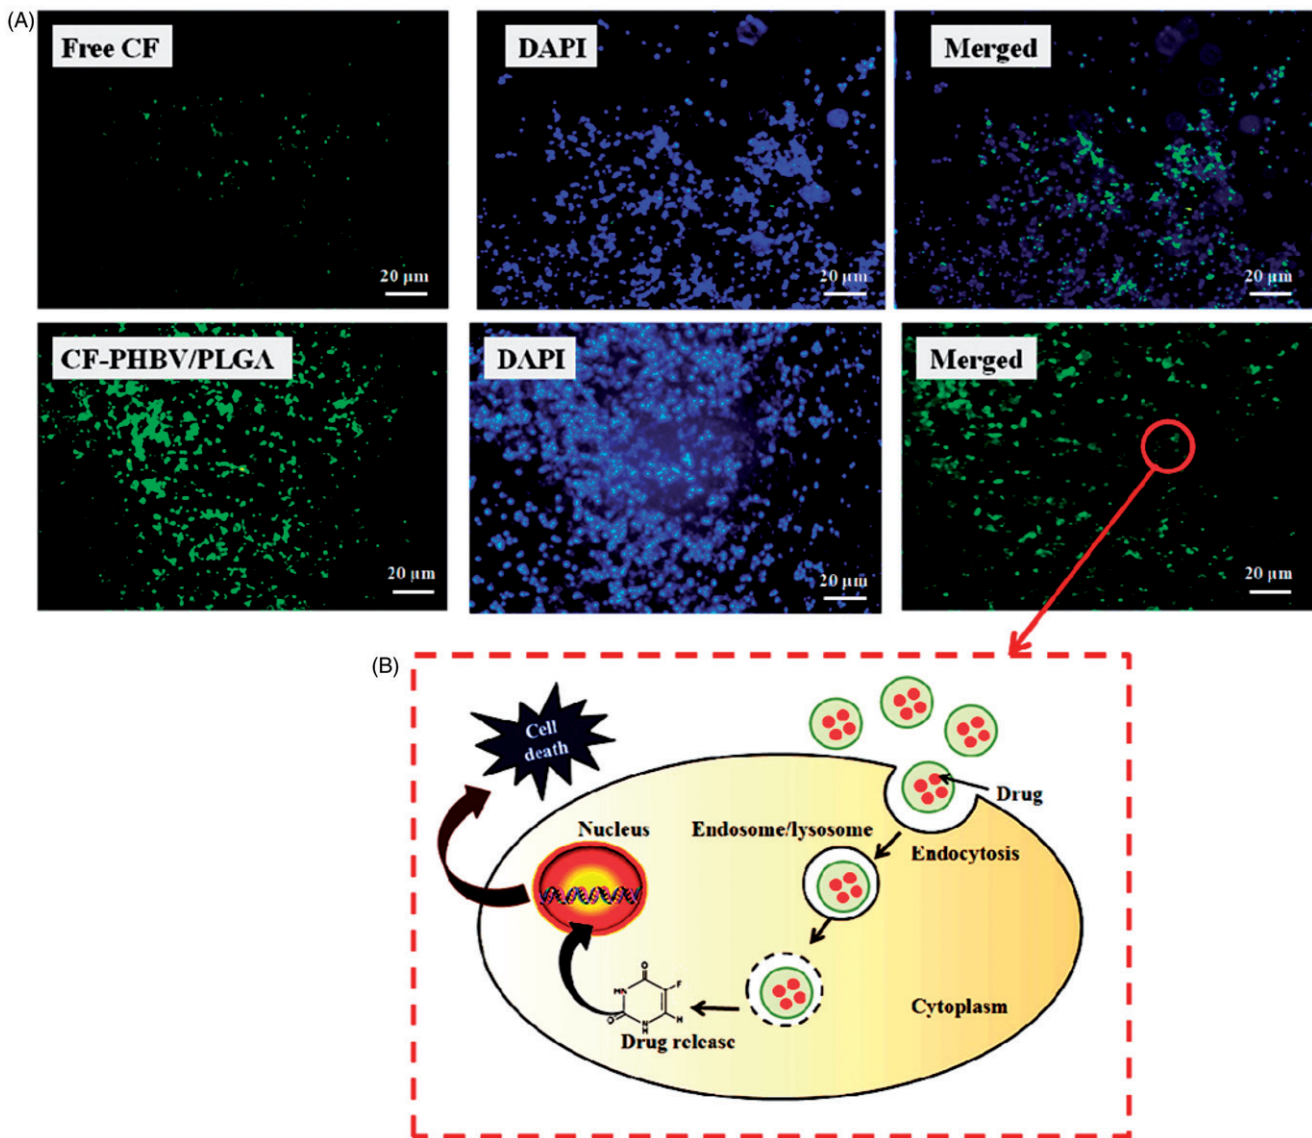 (A)
Free CF
DAPI
Merged
20 µm
20 µm
20 µm
CF-PHBV/PLGA
DAPI
Merged
20 µm
20 µm
20 µm
(B)
Cell
death
Drug
Nucleus
Endosome/lysosome
Endocytosis
O
F
HN
O
N
H
H
Drug release
Cytoplasm